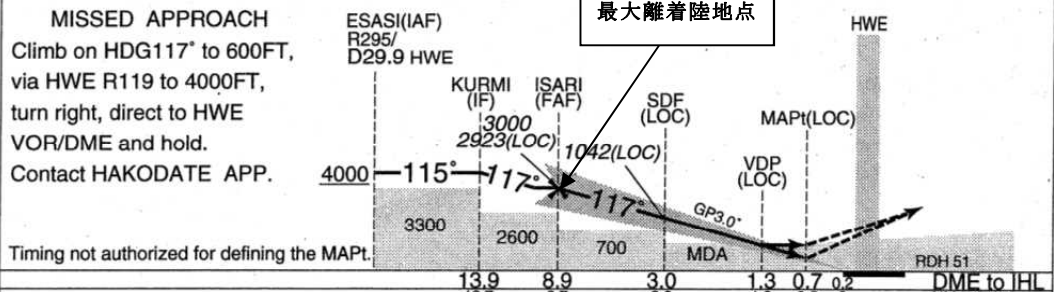 MISSED APPROACH
Climb on HDG117° to 600FT,
via HWE R119 to 4000FT,
turn right, direct to HWE
VOR/DME and hold.
Contact HAKODATE APP.
Timing not authorized for defining the MAPt.
ESASI(IAF)
R295/
D29.9 HWE
最大離着陸地点
HWE
KURMI
(IF)
ISARI
(FAF)
SDF
(LOC)
MAPt(LOC)
VDP
(LOC)
3000
2923(LOC)
1042(LOC)
4000
115°
117°
117°
GP3.0°
3300
2600
700
MDA
RDH 51
13.9 8.9 3.0 1.3 0.7 0.2 DME to IHL